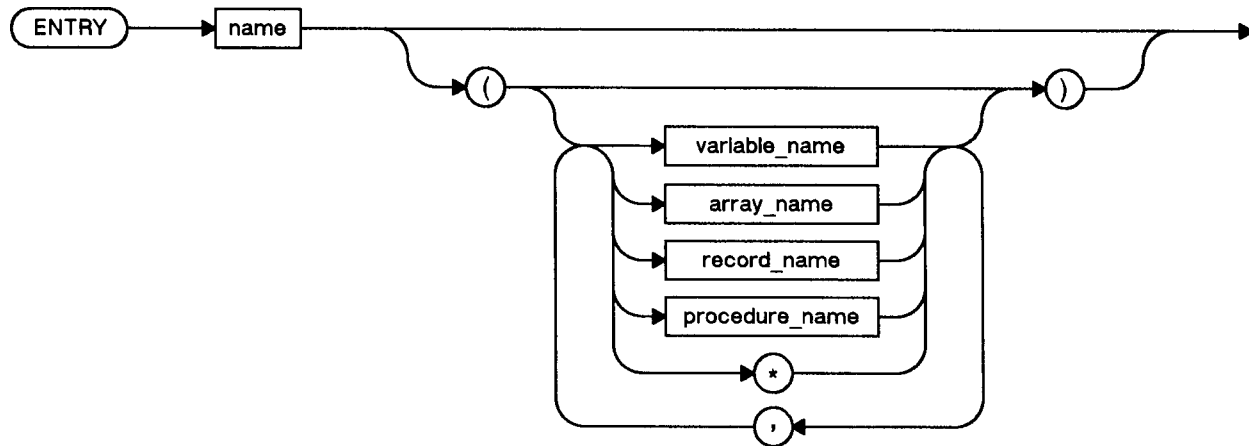 ENTRY name
( )
variable_name
array_name
record_name
procedure_name
*
,